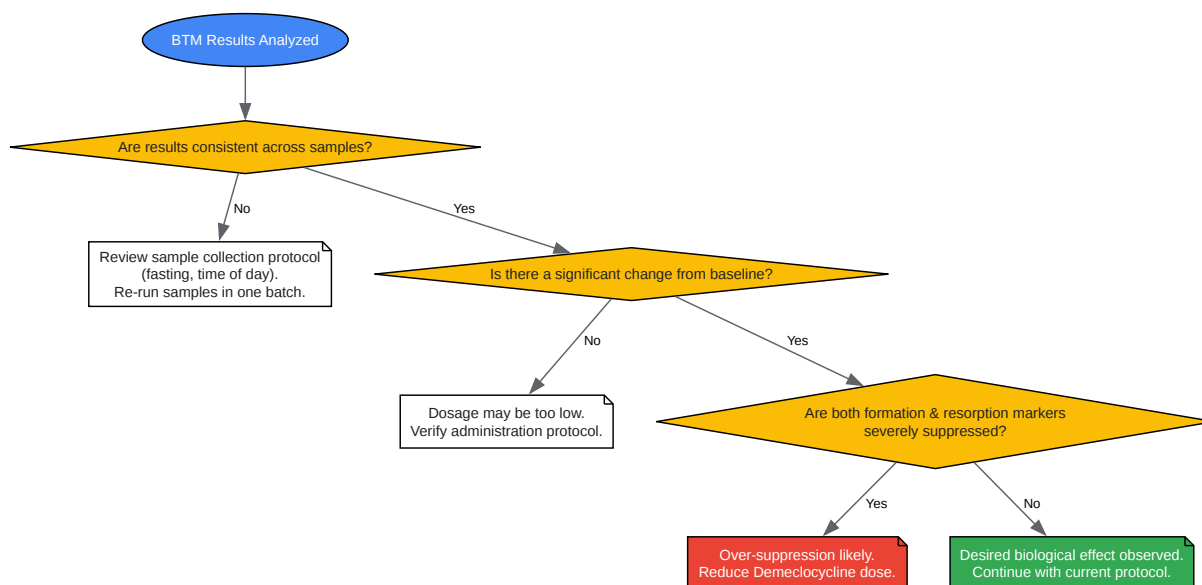 BTM Results Analyzed
Are results consistent across samples?
No
Yes
Review sample collection protocol
(fasting, time of day).
Re-run samples in one batch.
Is there a significant change from baseline?
No
Yes
Dosage may be too low.
Verify administration protocol.
Are both formation & resorption markers
severely suppressed?
Yes
No
Over-suppression likely.
Reduce Demeclocycline dose.
Desired biological effect observed.
Continue with current protocol.